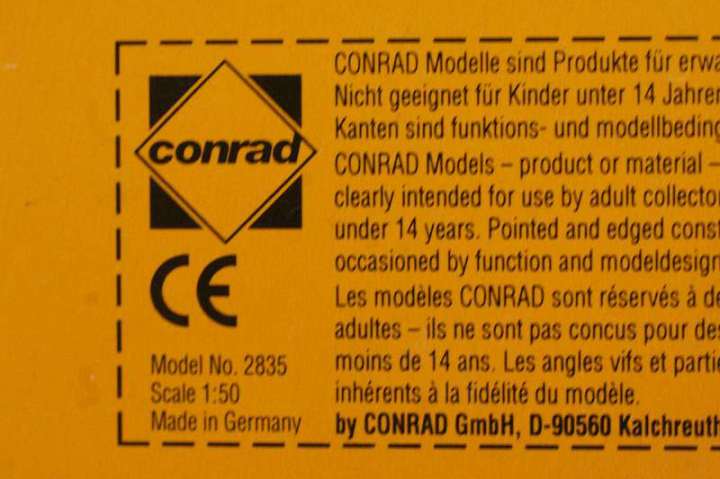 conrad
CE
Model No. 2835
Scale 1:50
Made in Germany
CONRAD Modelle sind Produkte für
Nicht geeignet für Kinder unter 14
Kanten sind funktions- und
CONRAD Models – product or material –
clearly intended for use by adult
under 14 years. Pointed and edged
occasioned by function and modeldesign
Les modèles CONRAD sont réservés à
adultes – ils ne sont pas concus pour
moins de 14 ans. Les angles vifs et
inhérents à la fidélité du modèle.
by CONRAD GmbH, D-90560 Kalchreuth